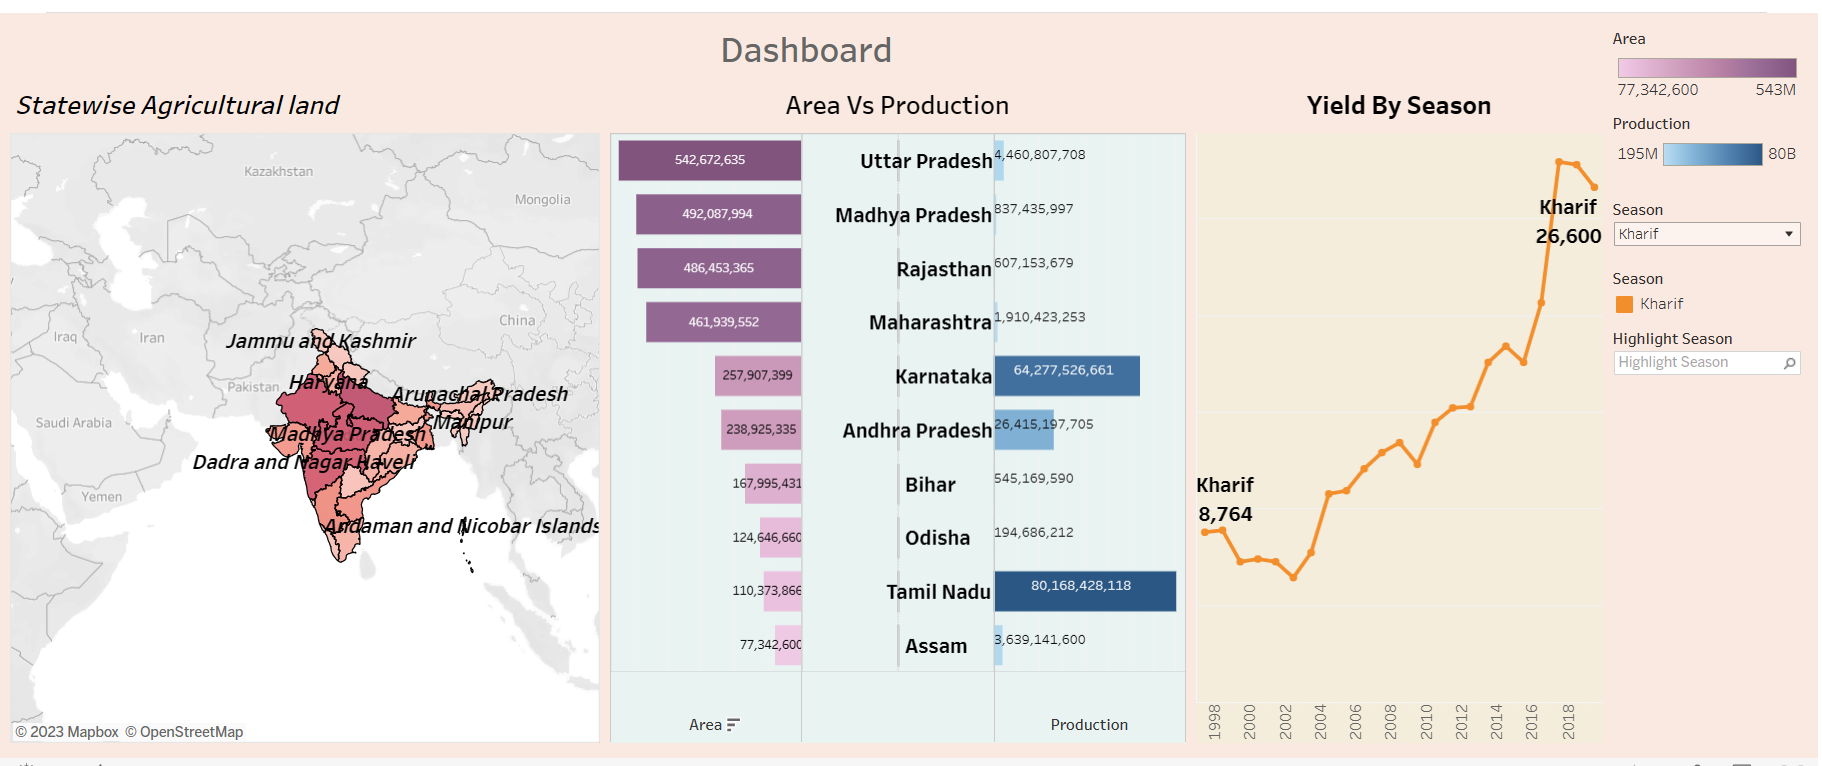 Dashboard
Statewise Agricultural land
Kazakhstan
Mongolia
China
Iraq
Iran
Pakistan
Saudi Arabia
Yemen
Jammu and Kashmir
Haryana
Arunachal Pradesh
Manipur
Madhya Pradesh
Dadra and Nagar Haveli
Andaman and Nicobar Islands
© 2023 Mapbox © OpenStreetMap
Area Vs Production
542,672,635 Uttar Pradesh 4,460,807,708
492,087,994 Madhya Pradesh 837,435,997
486,453,365 Rajasthan 607,153,679
461,939,552 Maharashtra 1,910,423,253
257,907,399 Karnataka 64,277,526,661
238,925,335 Andhra Pradesh 26,415,197,705
167,995,431 Bihar 545,169,590
124,646,660 Odisha 194,686,212
110,373,866 Tamil Nadu 80,168,428,118
77,342,600 Assam 3,639,141,600
Area Production
Yield By Season
Kharif
26,600
Kharif
8,764
1998 2000 2002 2004 2006 2008 2010 2012 2014 2016 2018
Area
77,342,600 543M
Production
195M 80B
Season
Kharif
Season
Kharif
Highlight Season
Highlight Season